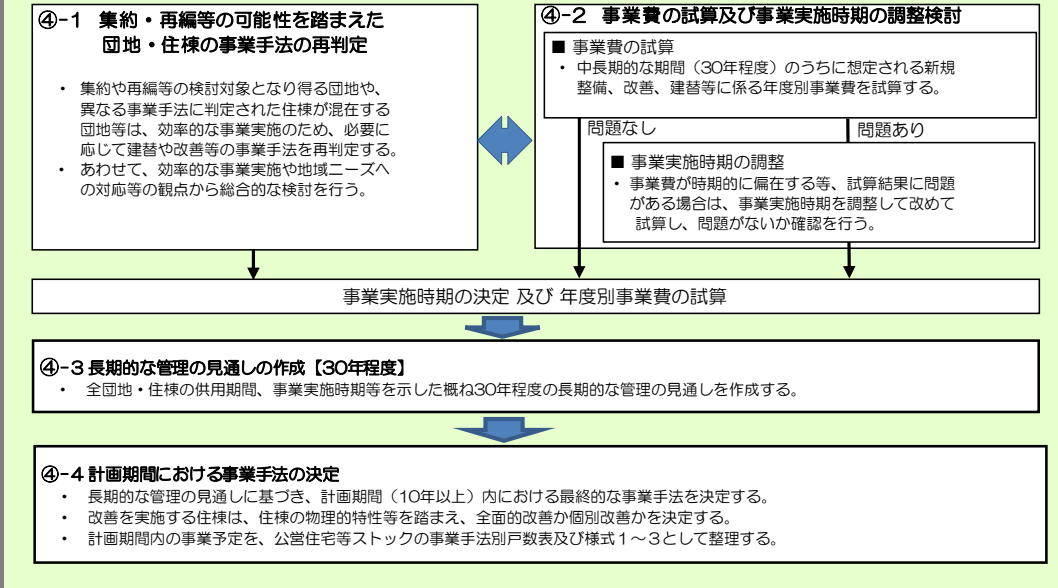 ④-1 集約・再編等の可能性を踏まえた
団地・住棟の事業手法の再判定
・ 集約や再編等の検討対象となり得る団地や、
異なる事業手法に判定された住棟が混在する
団地等は、効率的な事業実施のため、必要に
応じて建替や改善等の事業手法を再判定する。
・ あわせて、効率的な事業実施や地域ニーズへ
の対応等の観点から総合的な検討を行う。
④-2 事業費の試算及び事業実施時期の調整検討
■ 事業費の試算
・ 中長期的な期間（30年程度）のうちに想定される新規
整備、改善、建替等に係る年度別事業費を試算する。
問題なし
問題あり
■ 事業実施時期の調整
・ 事業費が時期的に偏在する等、試算結果に問題
がある場合は、事業実施時期を調整して改めて
試算し、問題がないか確認を行う。
事業実施時期の決定 及び 年度別事業費の試算
④-3 長期的な管理の見通しの作成【30年程度】
・ 全団地・住棟の供用期間、事業実施時期等を示した概ね30年程度の長期的な管理の見通しを作成する。
④-4 計画期間における事業手法の決定
・ 長期的な管理の見通しに基づき、計画期間（10年以上）内における最終的な事業手法を決定する。
・ 改善を実施する住棟は、住棟の物理的特性等を踏まえ、全面的改善か個別改善かを決定する。
・ 計画期間内の事業予定を、公営住宅等ストックの事業手法別戸数表及び様式１～３として整理する。